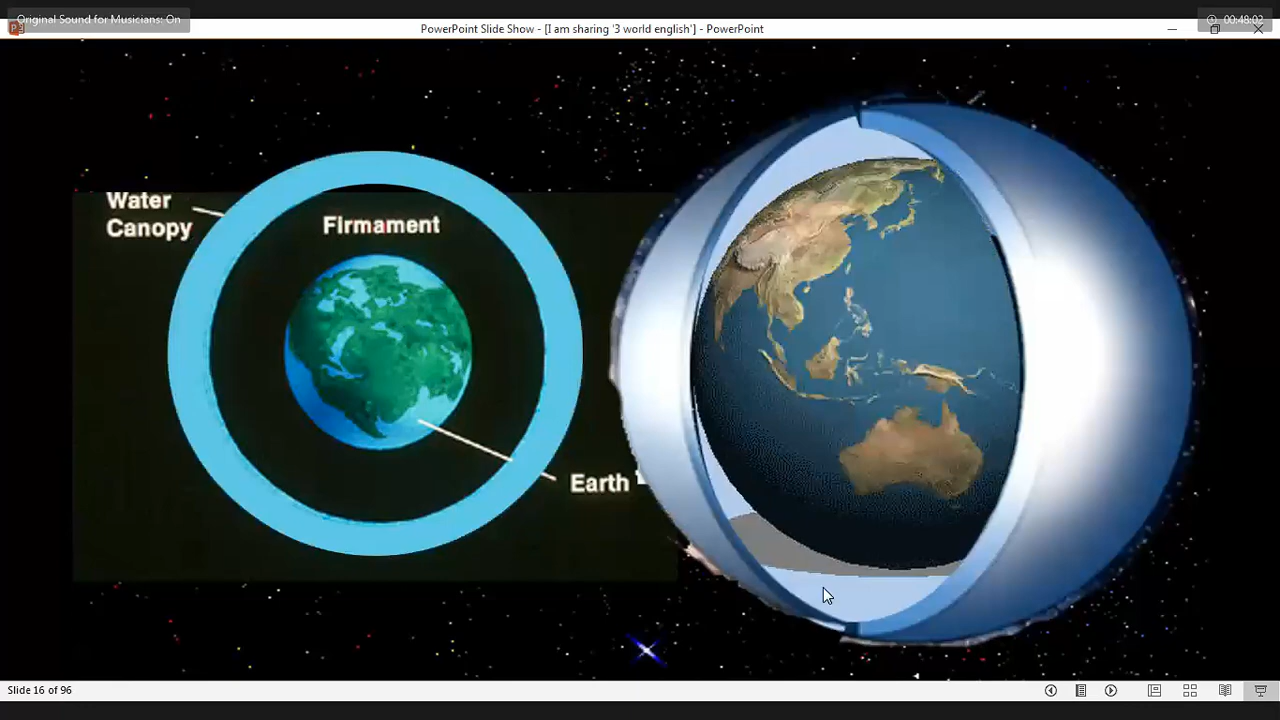 Original Sound for Musicians: On
00:48:02
PowerPoint Slide Show - [I am sharing '3 world english'] - PowerPoint
Water
Canopy
Firmament
Earth
Slide 16 of 96